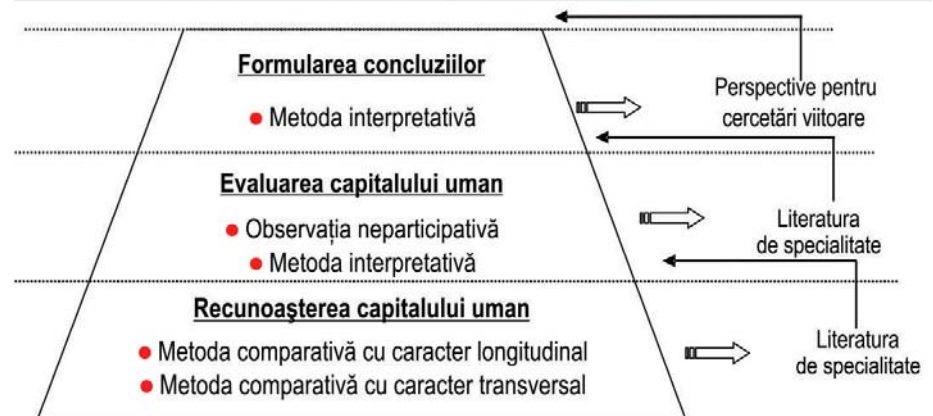 Formularea concluziilor
Metoda interpretativă
Perspective pentru
cercetări viitoare
Evaluarea capitalului uman
Observația neparticipativă
Metoda interpretativă
Literatura
de specialitate
Recunoaşterea capitalului uman
Metoda comparativă cu caracter longitudinal
Metoda comparativă cu caracter transversal
Literatura
de specialitate